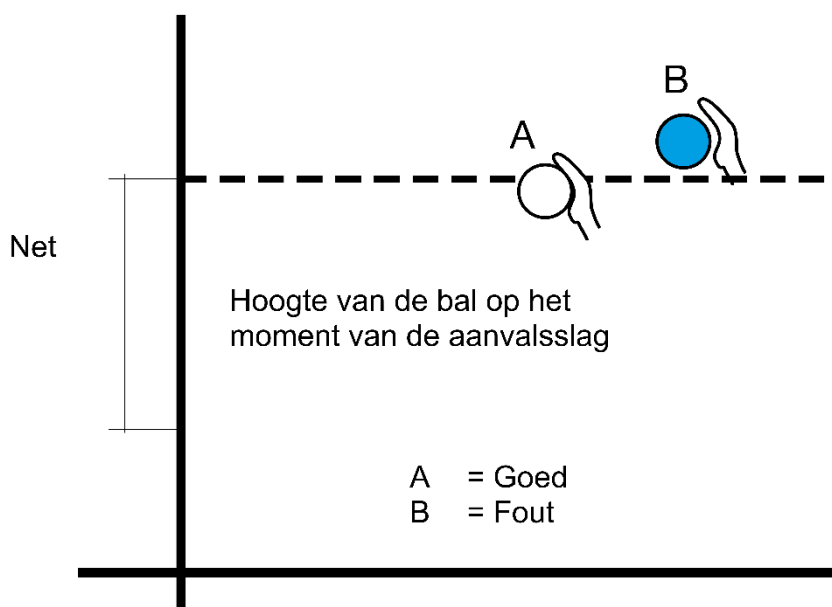 B
A
Net
Hoogte van de bal op het
moment van de aanvalsslag
A = Goed
B = Fout